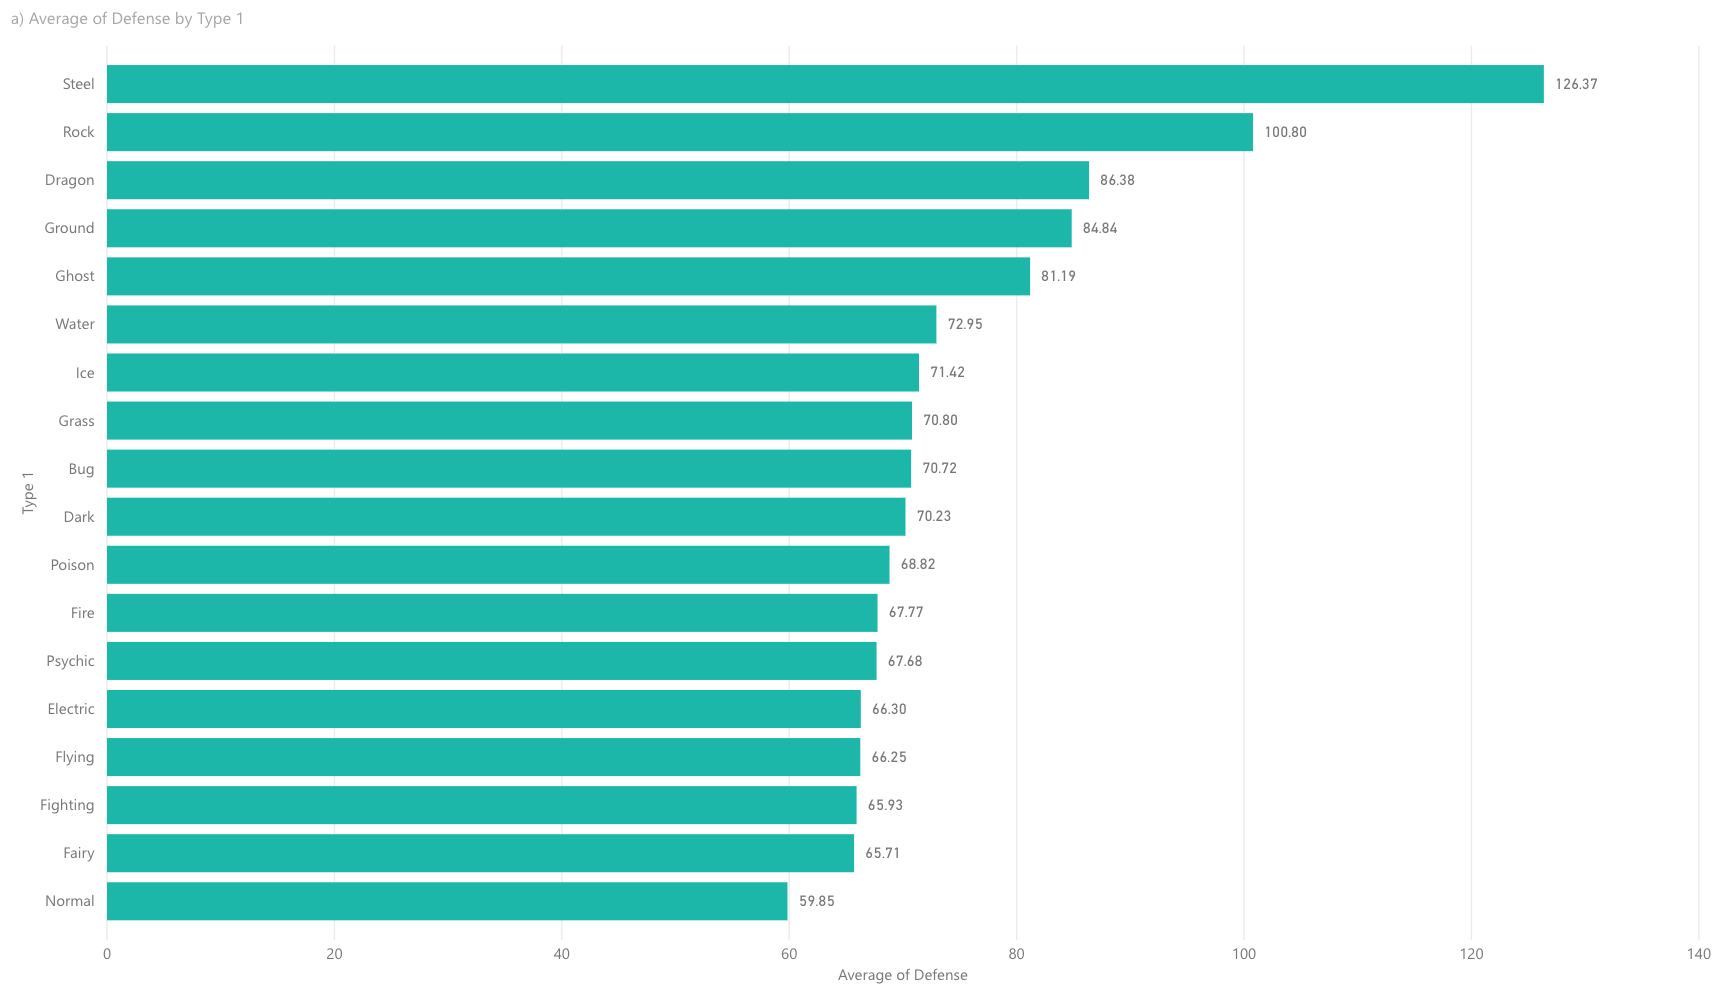 a) Average of Defense by Type 1
Steel 126.37
Rock 100.80
Dragon 86.38
Ground 84.84
Ghost 81.19
Water 72.95
Ice 71.42
Grass 70.80
Bug 70.72
Dark 70.23
Poison 68.82
Fire 67.77
Psychic 67.68
Electric 66.30
Flying 66.25
Fighting 65.93
Fairy 65.71
Normal 59.85
Type 1
0 20 40 60 80 100 120 140
Average of Defense